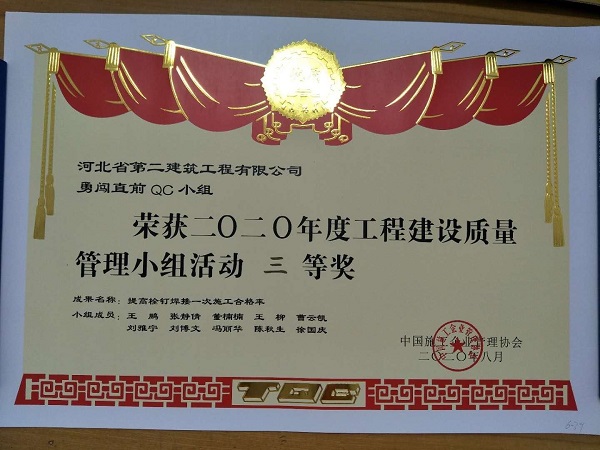 河北省第二建筑工程有限公司
勇闯直前 QC 小组
荣获二〇二〇年度工程建设质量
管理小组活动 三 等奖
成果名称：提高栓钉焊接一次施工合格率
小组成员：王鹏 张静倩 董楠楠 王柳 曹云凯
刘雅宁 刘博文 冯丽华 陈秋生 徐国庆
中国施工企业管理协会
二〇二〇年八月
TQC